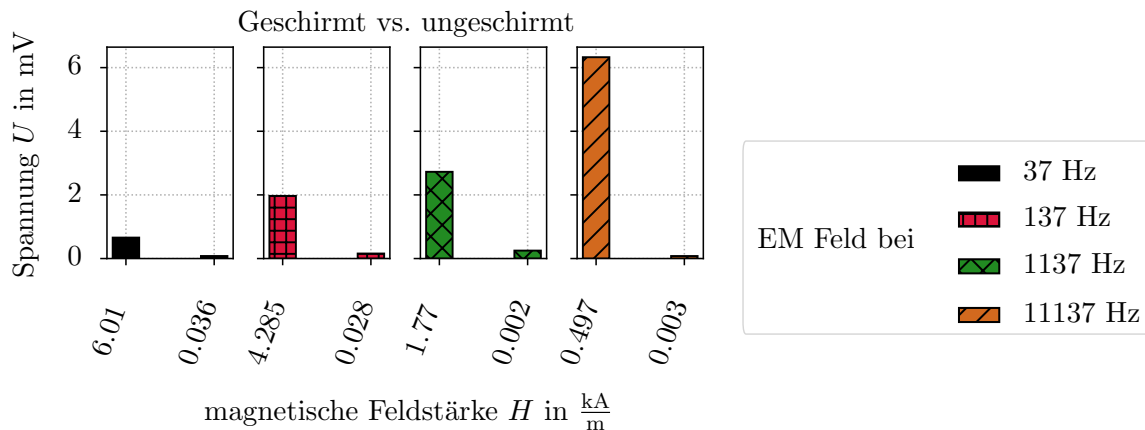 Geschirmt vs. ungeschirmt
Spannung U in mV
6
4
2
0
6.01
0.036
4.285
0.028
1.77
0.002
0.497
0.003
magnetische Feldstärke H in kA/m
EM Feld bei
37 Hz
137 Hz
1137 Hz
11137 Hz